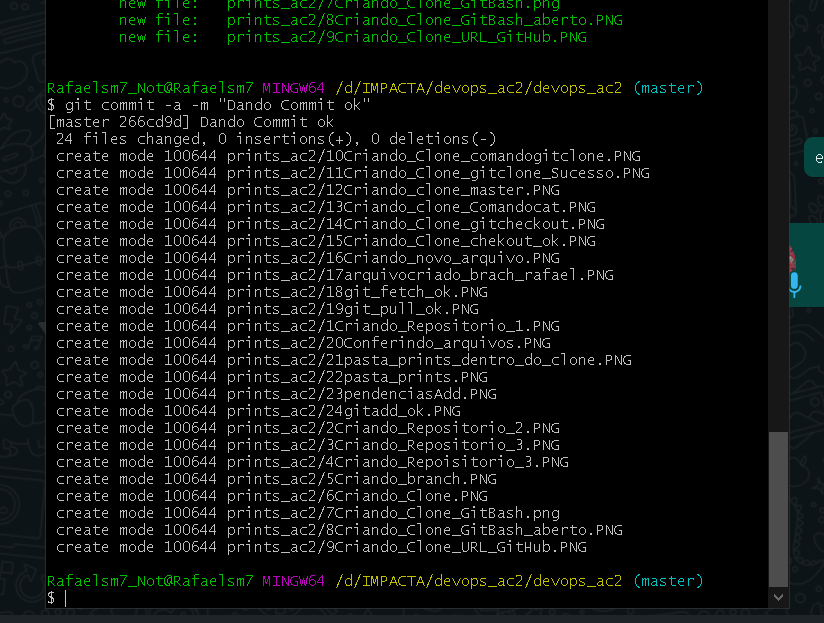 new file:   prints_ac2/7Criando_Clone_GitBash.png
new file:   prints_ac2/8Criando_Clone_GitBash_aberto.PNG
new file:   prints_ac2/9Criando_Clone_URL_GitHub.PNG
Rafaelsm7_Not@Rafaelsm7 MINGW64 /d/IMPACTA/devops_ac2/devops_ac2 (master)
$ git commit -a -m "Dando Commit ok"
[master 266cd9d] Dando Commit ok
24 files changed, 0 insertions(+), 0 deletions(-)
create mode 100644 prints_ac2/10Criando_Clone_comandogitclone.PNG
create mode 100644 prints_ac2/11Criando_Clone_gitclone_Sucesso.PNG
create mode 100644 prints_ac2/12Criando_Clone_master.PNG
create mode 100644 prints_ac2/13Criando_Clone_Comandocat.PNG
create mode 100644 prints_ac2/14Criando_Clone_gitcheckout.PNG
create mode 100644 prints_ac2/15Criando_Clone_chekout_ok.PNG
create mode 100644 prints_ac2/16Criando_novo_arquivo.PNG
create mode 100644 prints_ac2/17arquivocriado_brach_rafael.PNG
create mode 100644 prints_ac2/18git_fetch_ok.PNG
create mode 100644 prints_ac2/19git_pull_ok.PNG
create mode 100644 prints_ac2/1Criando_Repositorio_1.PNG
create mode 100644 prints_ac2/20Conferindo_arquivos.PNG
create mode 100644 prints_ac2/21pasta_prints_dentro_do_clone.PNG
create mode 100644 prints_ac2/22pasta_prints.PNG
create mode 100644 prints_ac2/23pendenciasAdd.PNG
create mode 100644 prints_ac2/24gitadd_ok.PNG
create mode 100644 prints_ac2/2Criando_Repositorio_2.PNG
create mode 100644 prints_ac2/3Criando_Repositorio_3.PNG
create mode 100644 prints_ac2/4Criando_Repoisitorio_3.PNG
create mode 100644 prints_ac2/5Criando_branch.PNG
create mode 100644 prints_ac2/6Criando_Clone.PNG
create mode 100644 prints_ac2/7Criando_Clone_GitBash.png
create mode 100644 prints_ac2/8Criando_Clone_GitBash_aberto.PNG
create mode 100644 prints_ac2/9Criando_Clone_URL_GitHub.PNG
Rafaelsm7_Not@Rafaelsm7 MINGW64 /d/IMPACTA/devops_ac2/devops_ac2 (master)
$
e